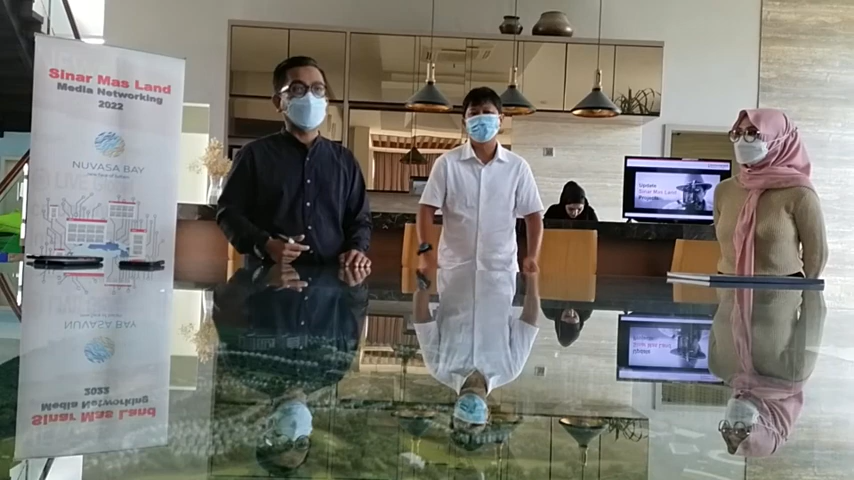 Sinar Mas Land
Media Networking
2022
NUVASA BAY
Update
Sinar Mas Land
Projects